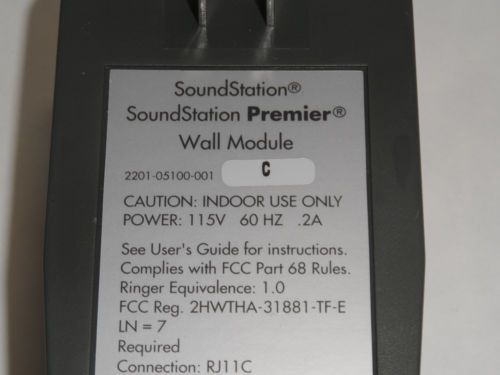 SoundStation®
SoundStation Premier®
Wall Module
2201-05100-001 C
CAUTION: INDOOR USE ONLY
POWER: 115V 60 HZ .2A
See User's Guide for instructions.
Complies with FCC Part 68 Rules.
Ringer Equivalence: 1.0
FCC Reg. 2HWTHA-31881-TF-E
LN = 7
Required
Connection: RJ11C